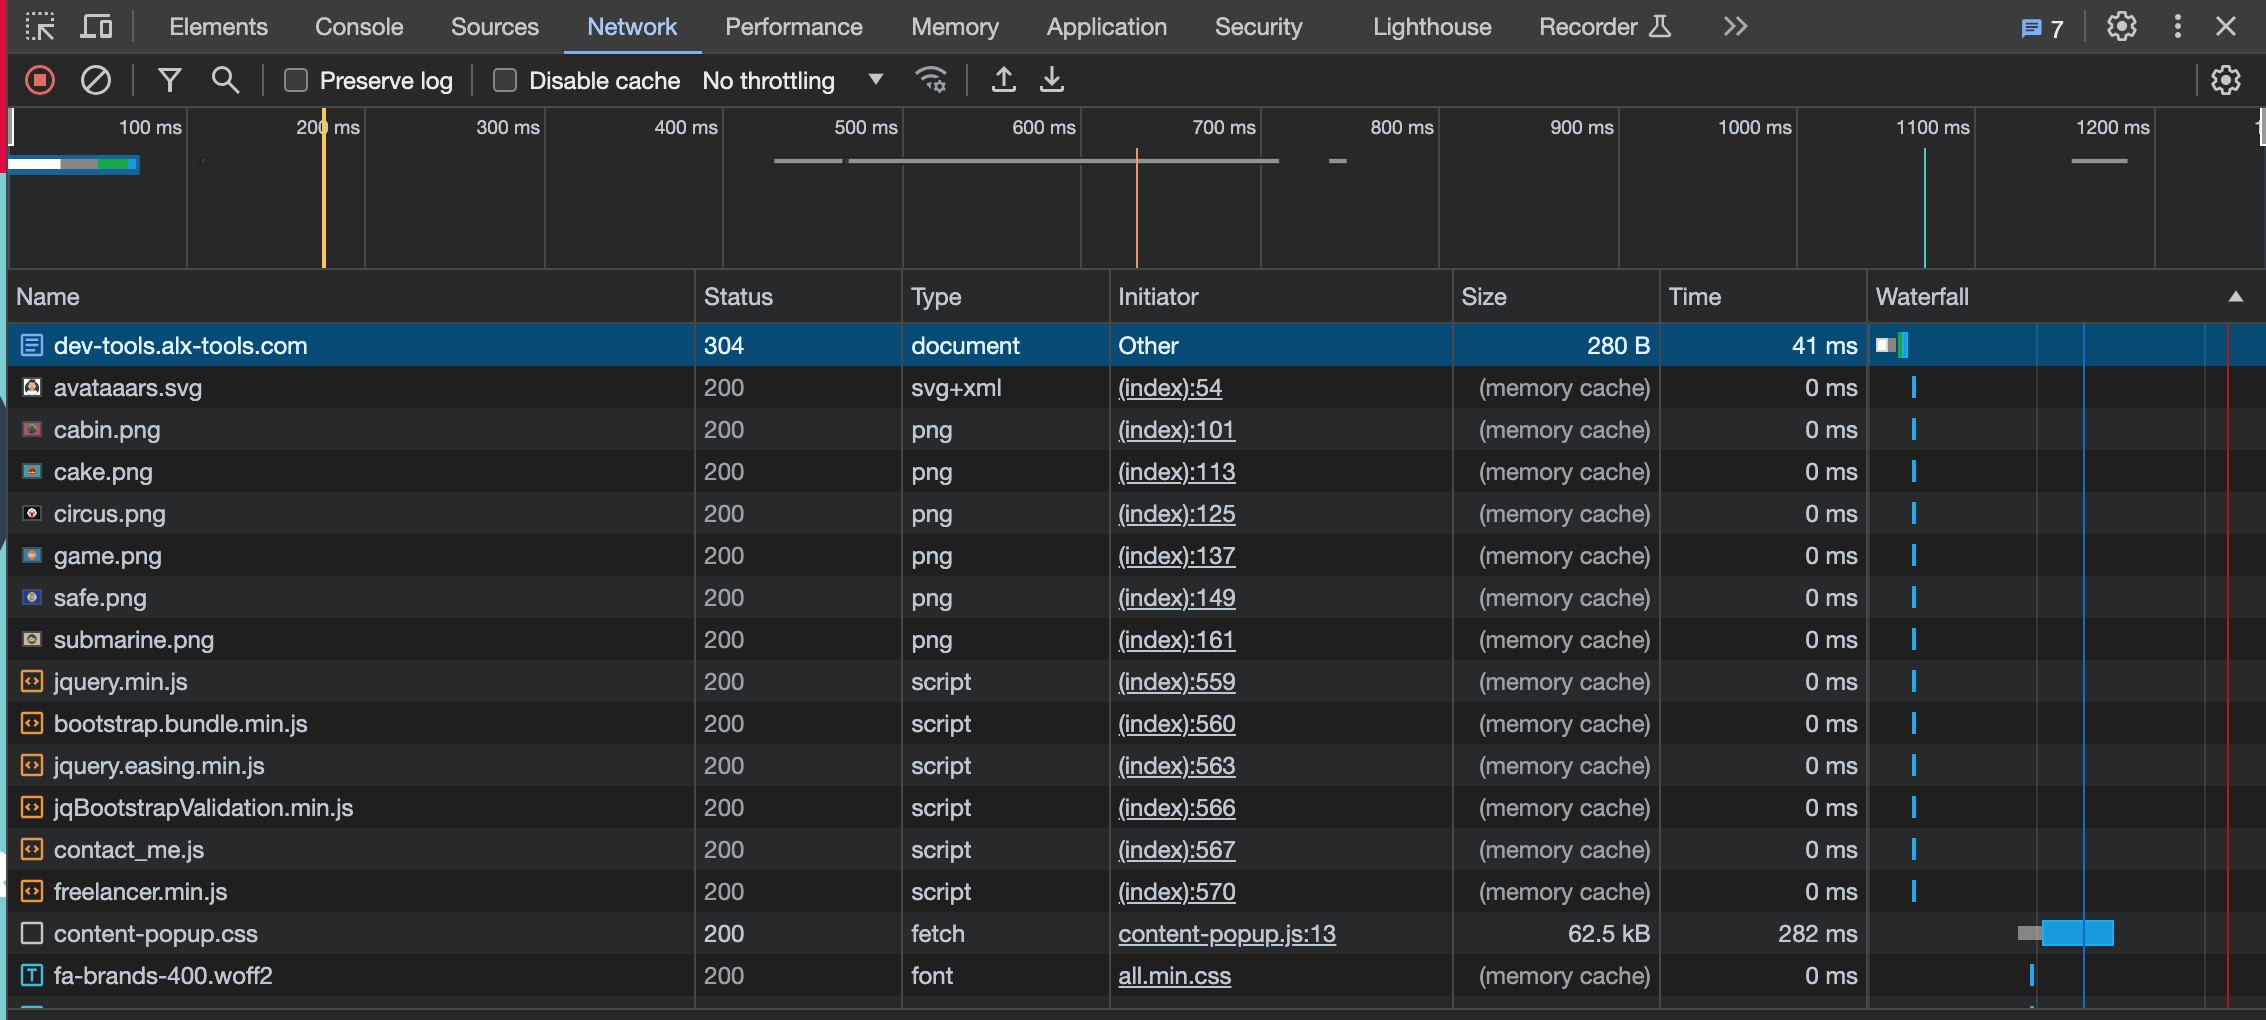 Elements Console Sources Network Performance Memory Application Security Lighthouse Recorder 7
Preserve log Disable cache No throttling
100 ms 200 ms 300 ms 400 ms 500 ms 600 ms 700 ms 800 ms 900 ms 1000 ms 1100 ms 1200 ms
Name Status Type Initiator Size Time Waterfall
dev-tools.alx-tools.com 304 document Other 280 B 41 ms
avataaars.svg 200 svg+xml (index):54 (memory cache) 0 ms
cabin.png 200 png (index):101 (memory cache) 0 ms
cake.png 200 png (index):113 (memory cache) 0 ms
circus.png 200 png (index):125 (memory cache) 0 ms
game.png 200 png (index):137 (memory cache) 0 ms
safe.png 200 png (index):149 (memory cache) 0 ms
submarine.png 200 png (index):161 (memory cache) 0 ms
jquery.min.js 200 script (index):559 (memory cache) 0 ms
bootstrap.bundle.min.js 200 script (index):560 (memory cache) 0 ms
jquery.easing.min.js 200 script (index):563 (memory cache) 0 ms
jqBootstrapValidation.min.js 200 script (index):566 (memory cache) 0 ms
contact_me.js 200 script (index):567 (memory cache) 0 ms
freelancer.min.js 200 script (index):570 (memory cache) 0 ms
content-popup.css 200 fetch content-popup.js:13 62.5 kB 282 ms
fa-brands-400.woff2 200 font all.min.css (memory cache) 0 ms